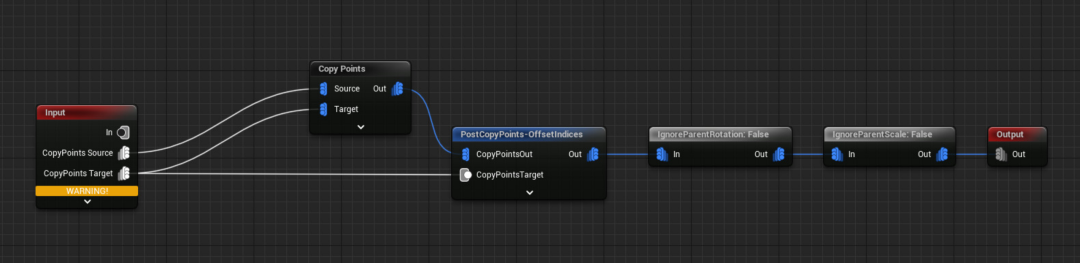 Copy Points
Source Out
Target
Input
In
CopyPoints Source
CopyPoints Target
WARNING!
PostCopyPoints-OffsetIndices
CopyPointsOut Out
CopyPointsTarget
IgnoreParentRotation: False
In Out
IgnoreParentScale: False
In Out
Output
Out